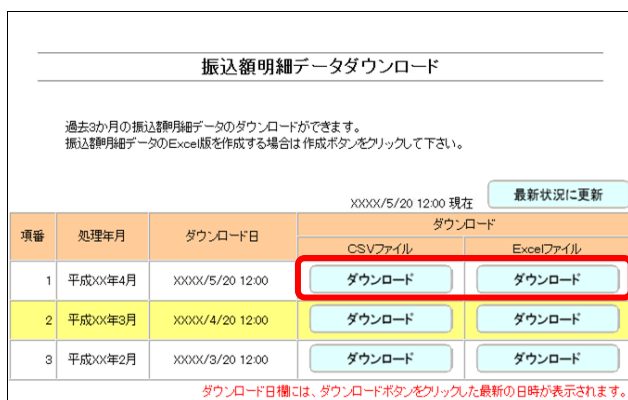 振込額明細データダウンロード
過去3か月の振込額明細データのダウンロードができます。
振込額明細データのExcel版を作成する場合は作成ボタンをクリックして下さい。
XXXX/5/20 12:00 現在 最新状況に更新
項番 処理年月 ダウンロード日 ダウンロード
CSVファイル Excelファイル
1 平成XX年4月 XXXX/5/20 12:00 ダウンロード ダウンロード
2 平成XX年3月 XXXX/4/20 12:00 ダウンロード ダウンロード
3 平成XX年2月 XXXX/3/20 12:00 ダウンロード ダウンロード
ダウンロード日欄には、ダウンロードボタンをクリックした最新の日時が表示されます。